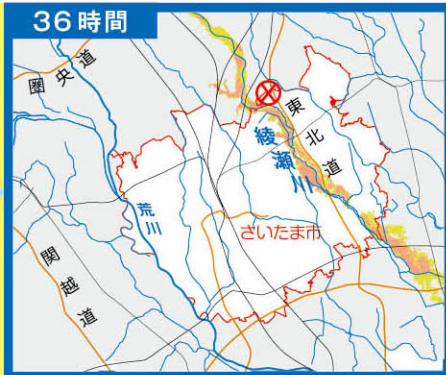 36時間
圏央道
東北道
綾瀬川
荒川
さいたま市
関越道